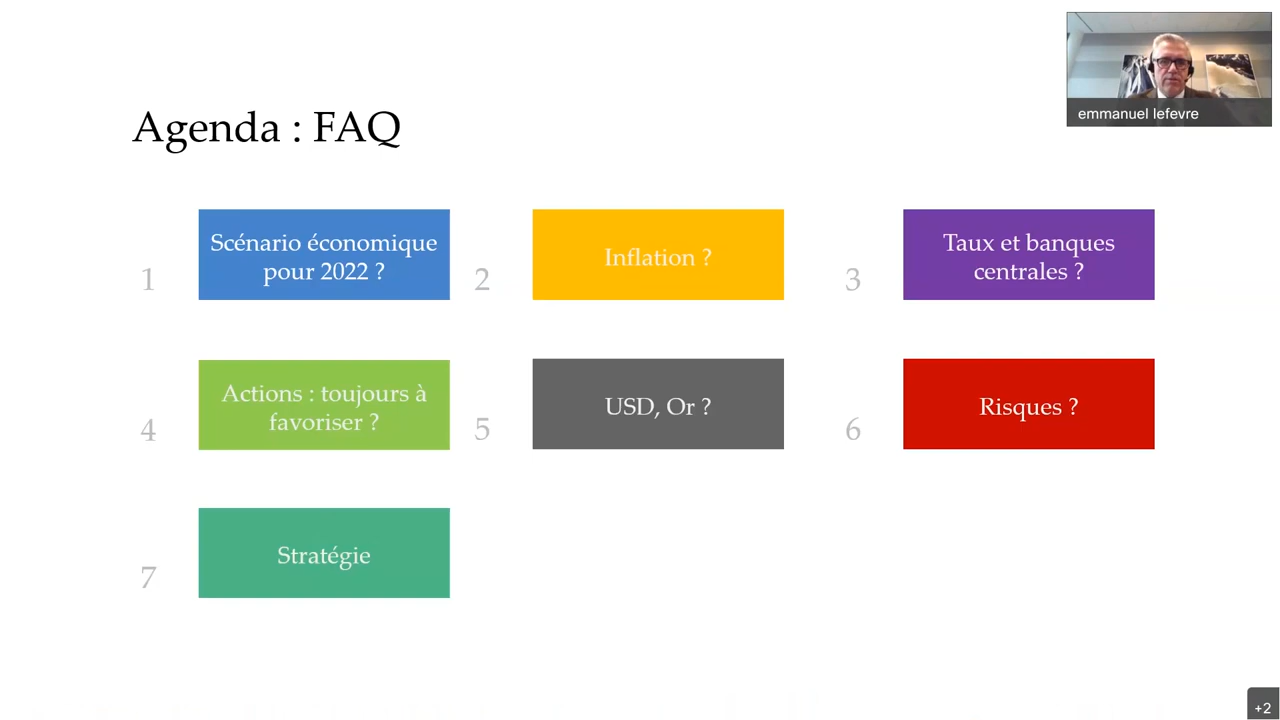 emmanuel lefevre
Agenda : FAQ
1
Scénario économique
pour 2022 ?
2
Inflation ?
3
Taux et banques
centrales ?
4
Actions : toujours à
favoriser ?
5
USD, Or ?
6
Risques ?
7
Stratégie
+2